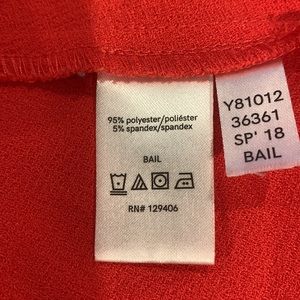 95% polyester/poliéster
5% spandex/spandex
BAIL
RN# 129406
Y81012
36361
SP' 18
BAIL